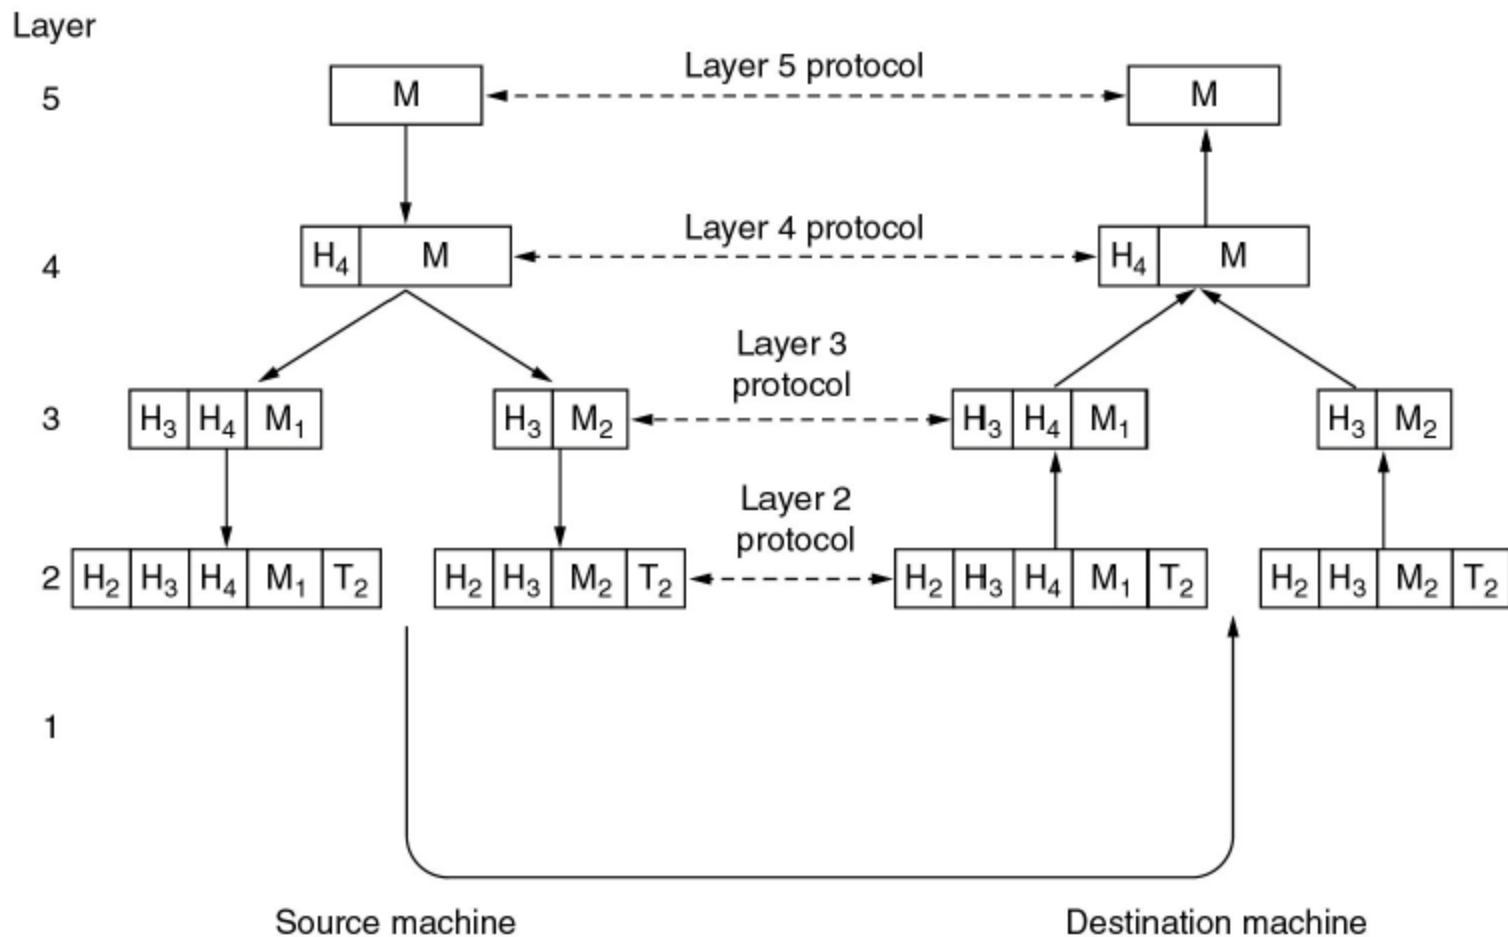 Layer
5 M Layer 5 protocol M
4 H4 M Layer 4 protocol H4 M
Layer 3
protocol
3 H3 H4 M1 H3 M2 H3 H4 M1 H3 M2
Layer 2
protocol
2 H2 H3 H4 M1 T2 H2 H3 M2 T2 H2 H3 H4 M1 T2 H2 H3 M2 T2
1
Source machine Destination machine